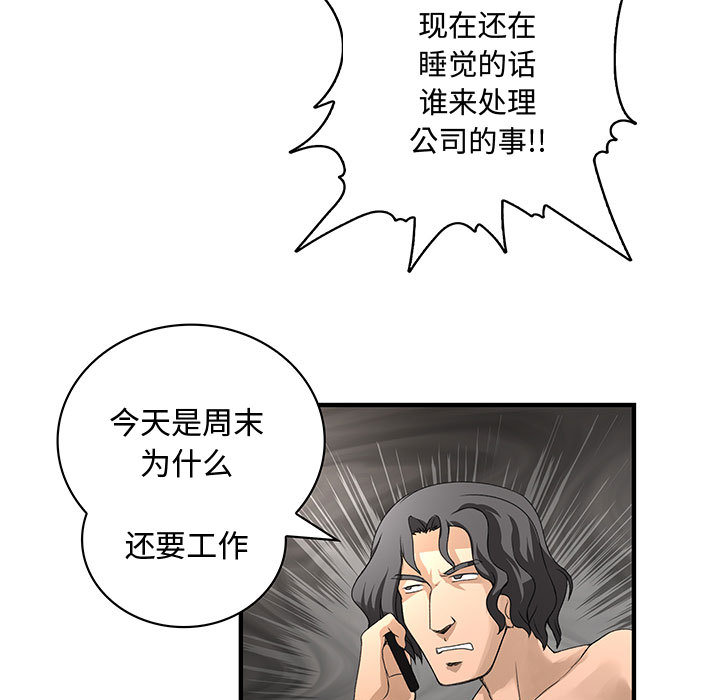 现在还在
睡觉的话
谁来处理
公司的事!!
今天是周末
为什么
还要工作